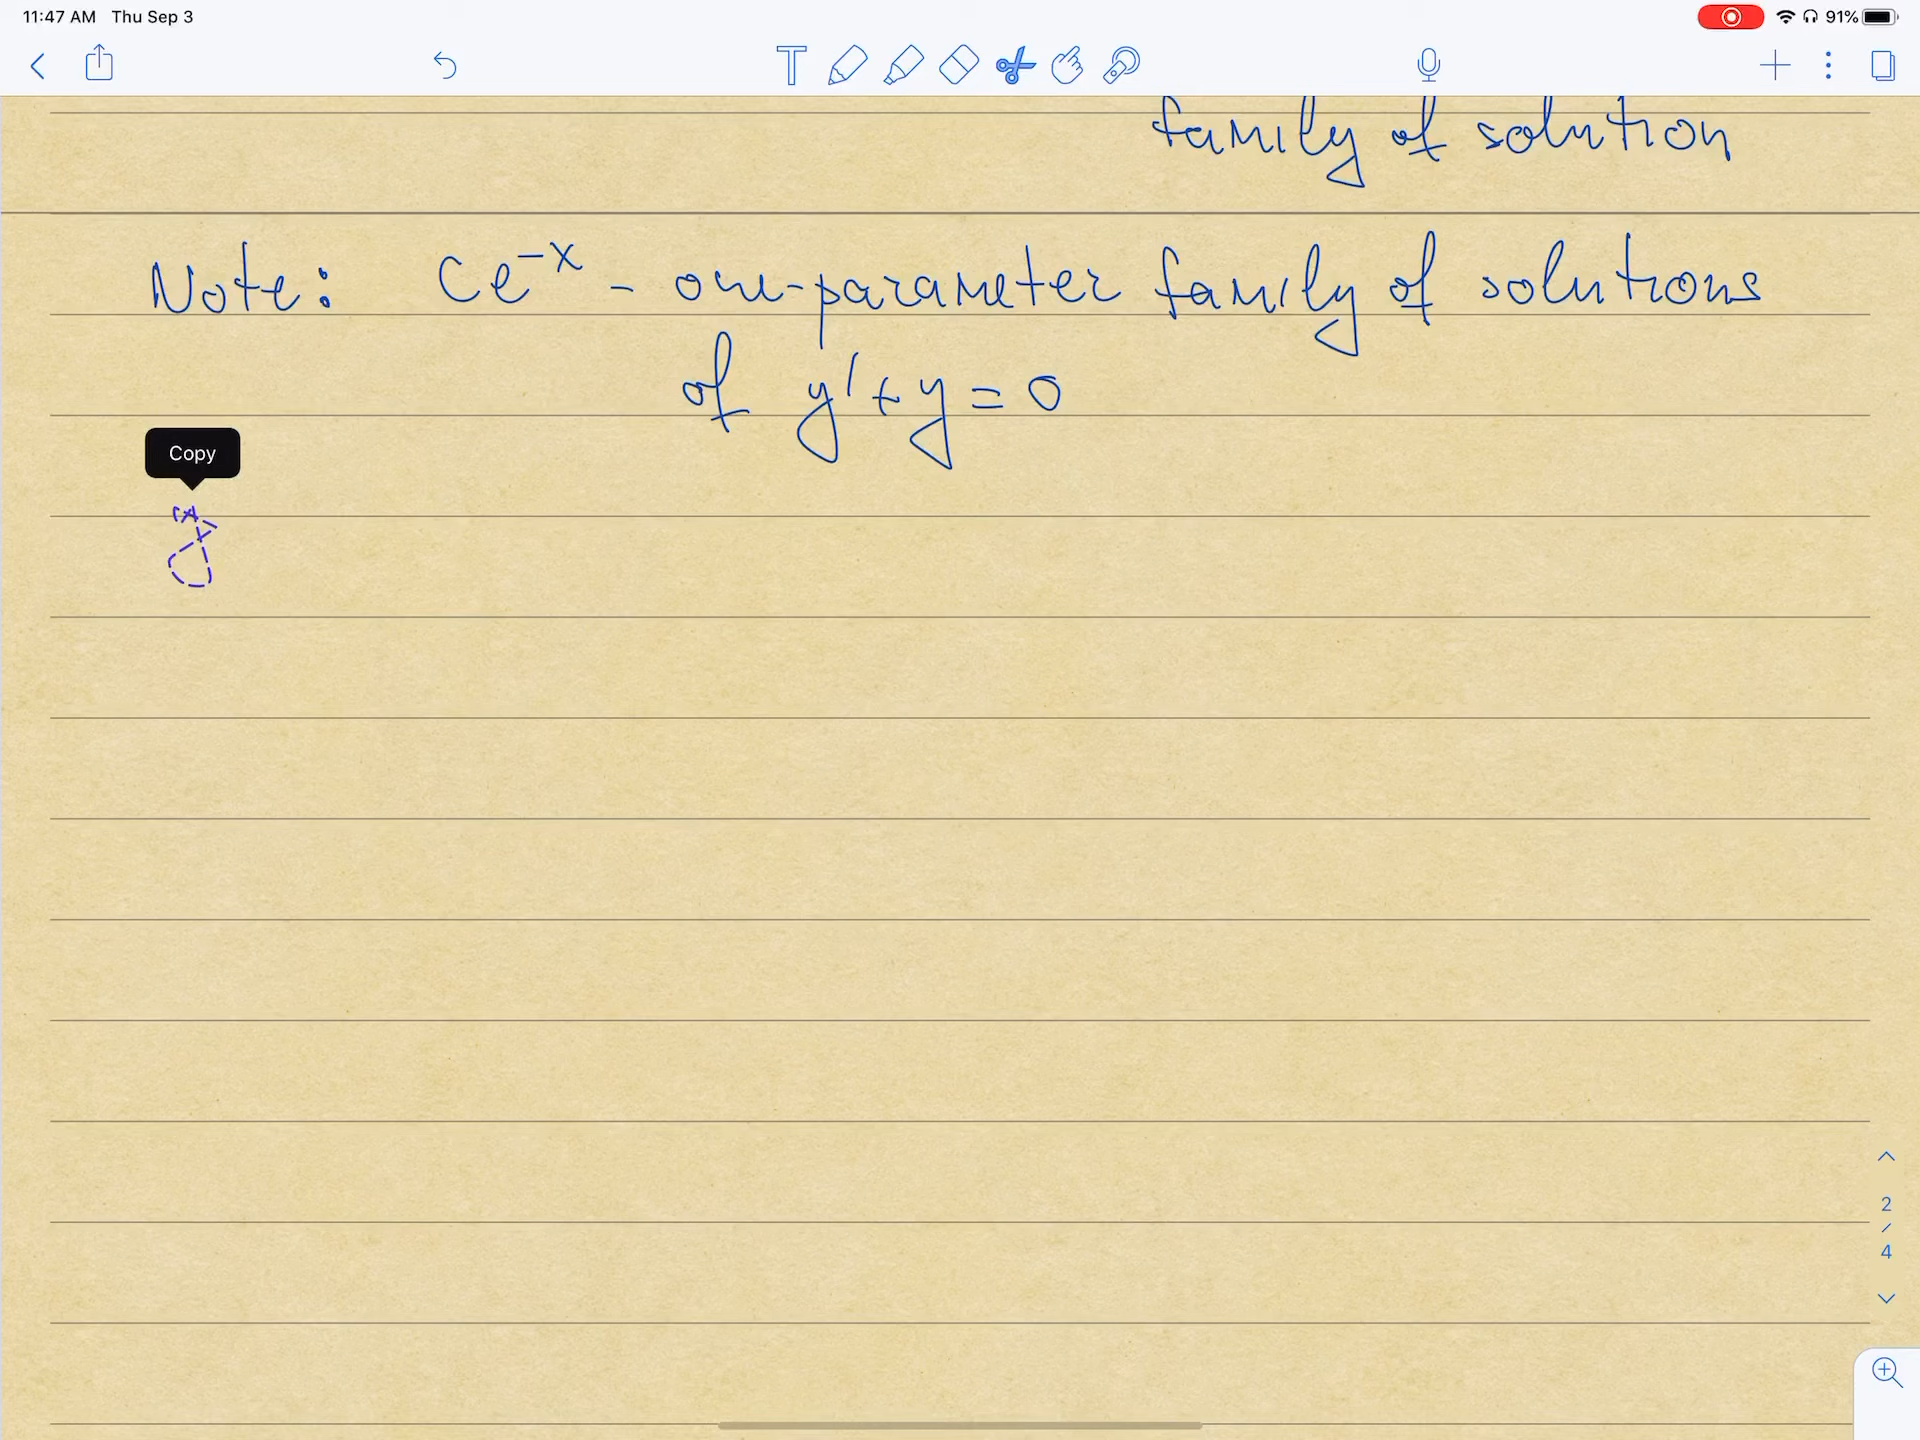 11:47 AM Thu Sep 3 91%
T
family of solution
Note: Ce⁻ˣ - one-parameter family of solutions
of y' + y = 0
Copy
2
/
4